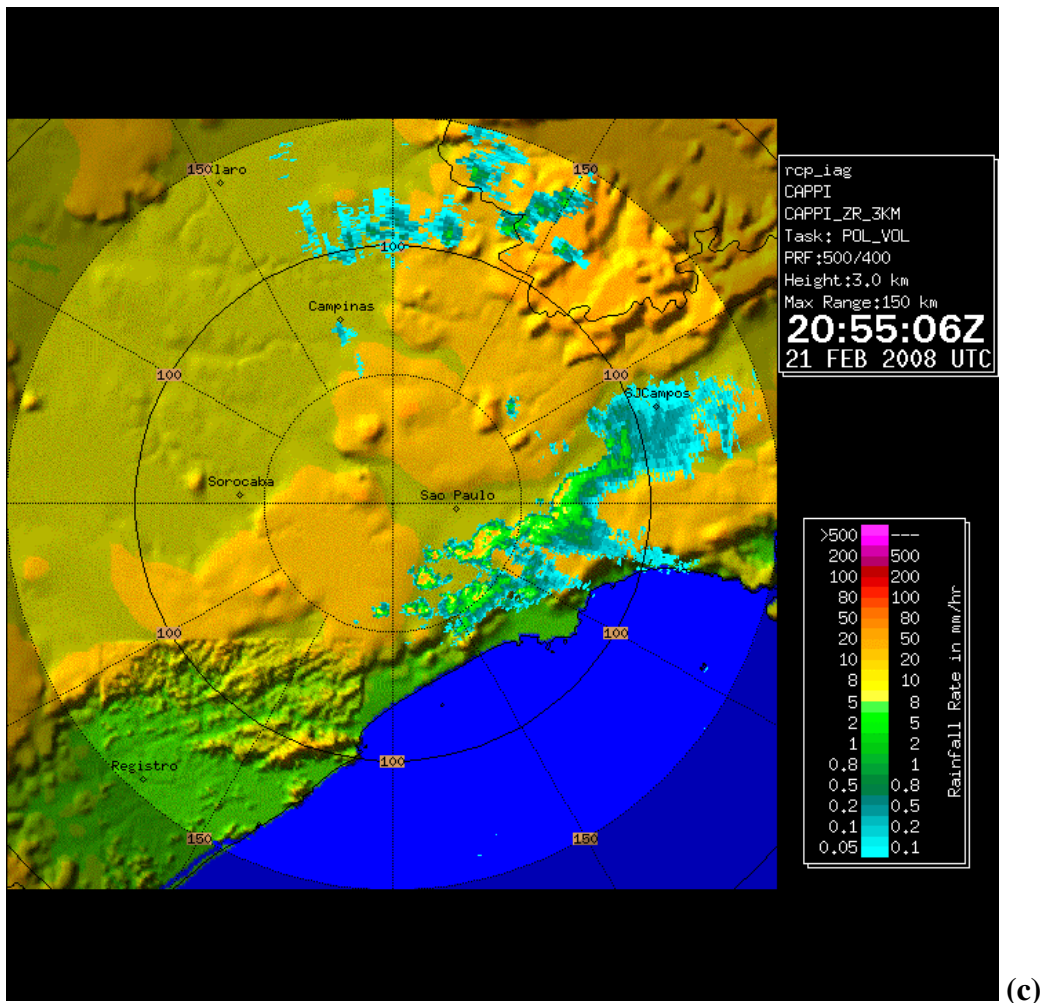 150 Claro
150
rcp_iag
CAPPI
CAPPI_ZR_3KM
Task: POL_VOL
PRF:500/400
Height:3.0 km
Max Range:150 km
20:55:06Z
21 FEB 2008 UTC
100
Campinas
100
100
SJCampos
Sorocaba
Sao Paulo
>500 ---
200 500
100 200
80 100
50 80
20 50
10 20
8 10
5 8
2 5
1 2
0.8 1
0.5 0.8
0.2 0.5
0.1 0.2
0.05 0.1
Rainfall Rate in mm/hr
100
100
100
Registro
150
150
(c)